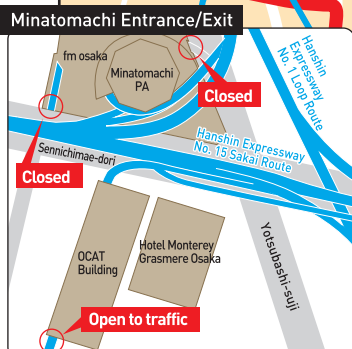 Minatomachi Entrance/Exit
fm osaka
Minatomachi
PA
Closed
Hanshin
Expressway
No. 1 Loop Route
Hanshin Expressway
No. 15 Sakai Route
Sennichimae-dori
Closed
OCAT
Building
Hotel Monterey
Grasmere Osaka
Yotsubashi-suji
Open to traffic